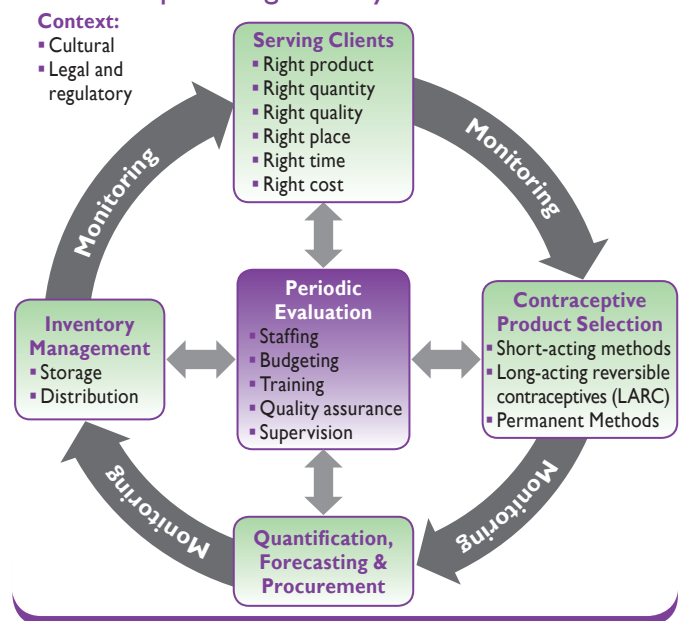 Context:
▪ Cultural
▪ Legal and
regulatory
Serving Clients
▪ Right product
▪ Right quantity
▪ Right quality
▪ Right place
▪ Right time
▪ Right cost
Monitoring
Monitoring
Periodic
Evaluation
▪ Staffing
▪ Budgeting
▪ Training
▪ Quality assurance
▪ Supervision
Inventory
Management
▪ Storage
▪ Distribution
Contraceptive
Product Selection
▪ Short-acting methods
▪ Long-acting reversible
contraceptives (LARC)
▪ Permanent Methods
Monitoring
Monitoring
Quantification,
Forecasting &
Procurement